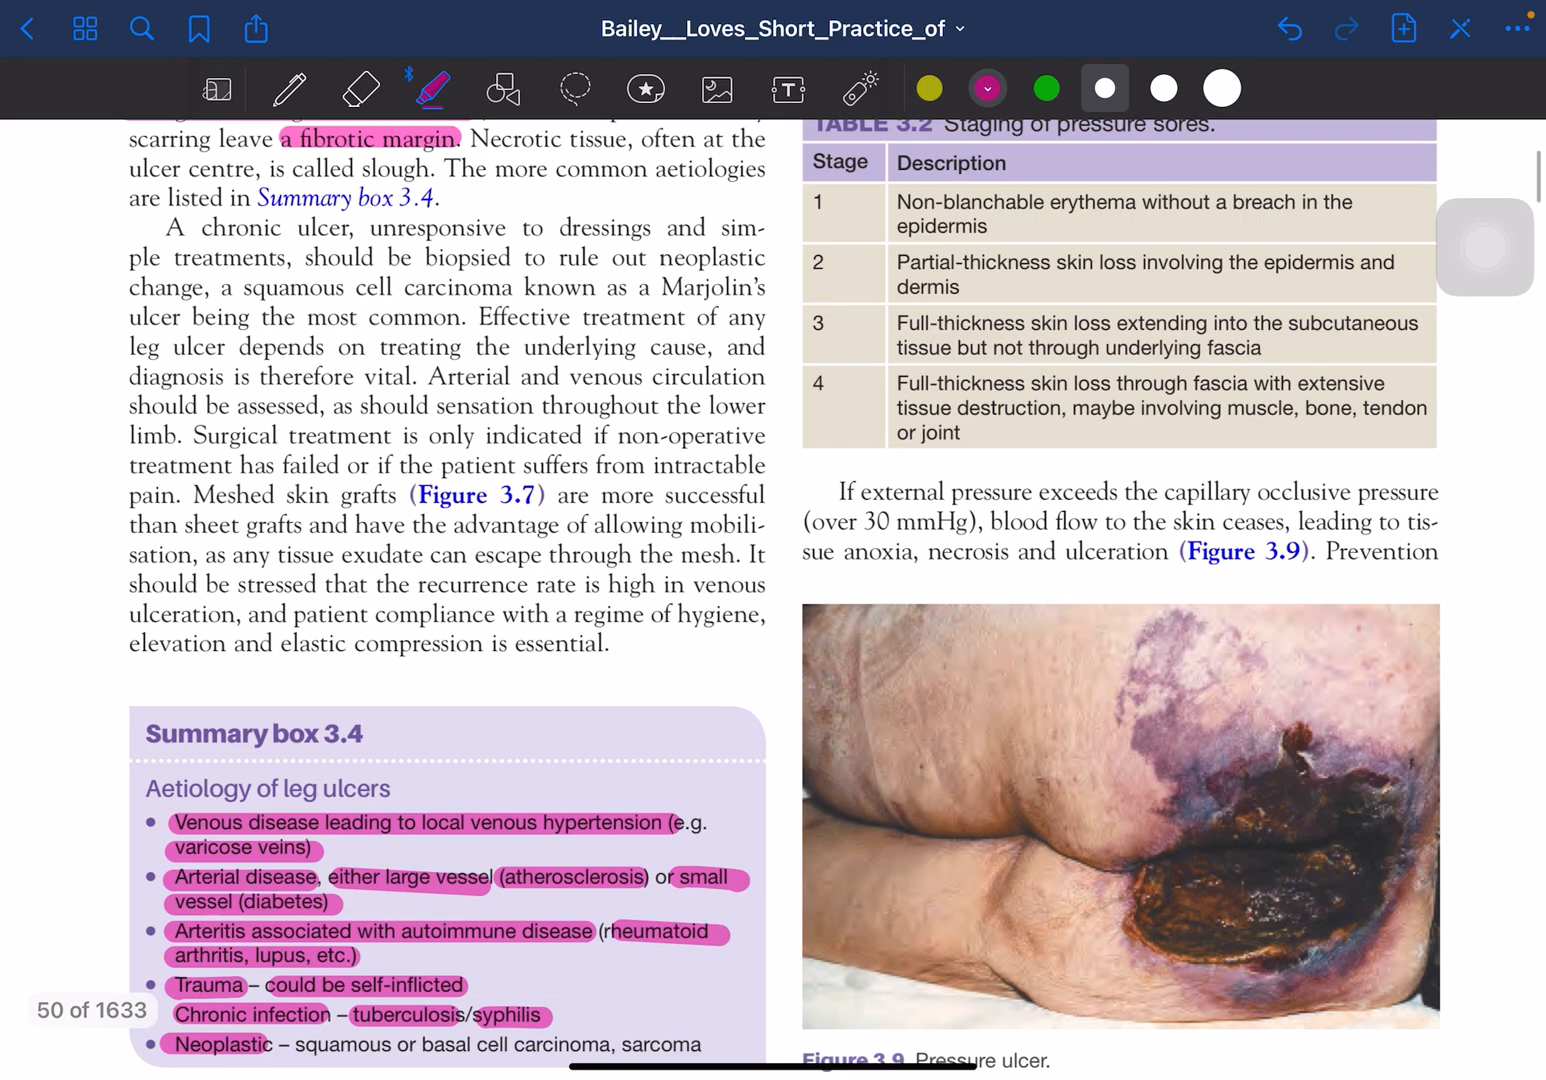 Bailey__Loves_Short_Practice_of
T
scarring leave a fibrotic margin. Necrotic tissue, often at the
ulcer centre, is called slough. The more common aetiologies
are listed in Summary box 3.4.
A chronic ulcer, unresponsive to dressings and sim-
ple treatments, should be biopsied to rule out neoplastic
change, a squamous cell carcinoma known as a Marjolin's
ulcer being the most common. Effective treatment of any
leg ulcer depends on treating the underlying cause, and
diagnosis is therefore vital. Arterial and venous circulation
should be assessed, as should sensation throughout the lower
limb. Surgical treatment is only indicated if non-operative
treatment has failed or if the patient suffers from intractable
pain. Meshed skin grafts (Figure 3.7) are more successful
than sheet grafts and have the advantage of allowing mobili-
sation, as any tissue exudate can escape through the mesh. It
should be stressed that the recurrence rate is high in venous
ulceration, and patient compliance with a regime of hygiene,
elevation and elastic compression is essential.
Summary box 3.4
Aetiology of leg ulcers
• Venous disease leading to local venous hypertension (e.g.
varicose veins)
• Arterial disease, either large vessel (atherosclerosis) or small
vessel (diabetes)
• Arteritis associated with autoimmune disease (rheumatoid
arthritis, lupus, etc.)
• Trauma – could be self-inflicted
Chronic infection – tuberculosis/syphilis
• Neoplastic – squamous or basal cell carcinoma, sarcoma
50 of 1633
TABLE 3.2 Staging of pressure sores.
Stage Description
1 Non-blanchable erythema without a breach in the
epidermis
2 Partial-thickness skin loss involving the epidermis and
dermis
3 Full-thickness skin loss extending into the subcutaneous
tissue but not through underlying fascia
4 Full-thickness skin loss through fascia with extensive
tissue destruction, maybe involving muscle, bone, tendon
or joint
If external pressure exceeds the capillary occlusive pressure
(over 30 mmHg), blood flow to the skin ceases, leading to tis-
sue anoxia, necrosis and ulceration (Figure 3.9). Prevention
Figure 3.9 Pressure ulcer.